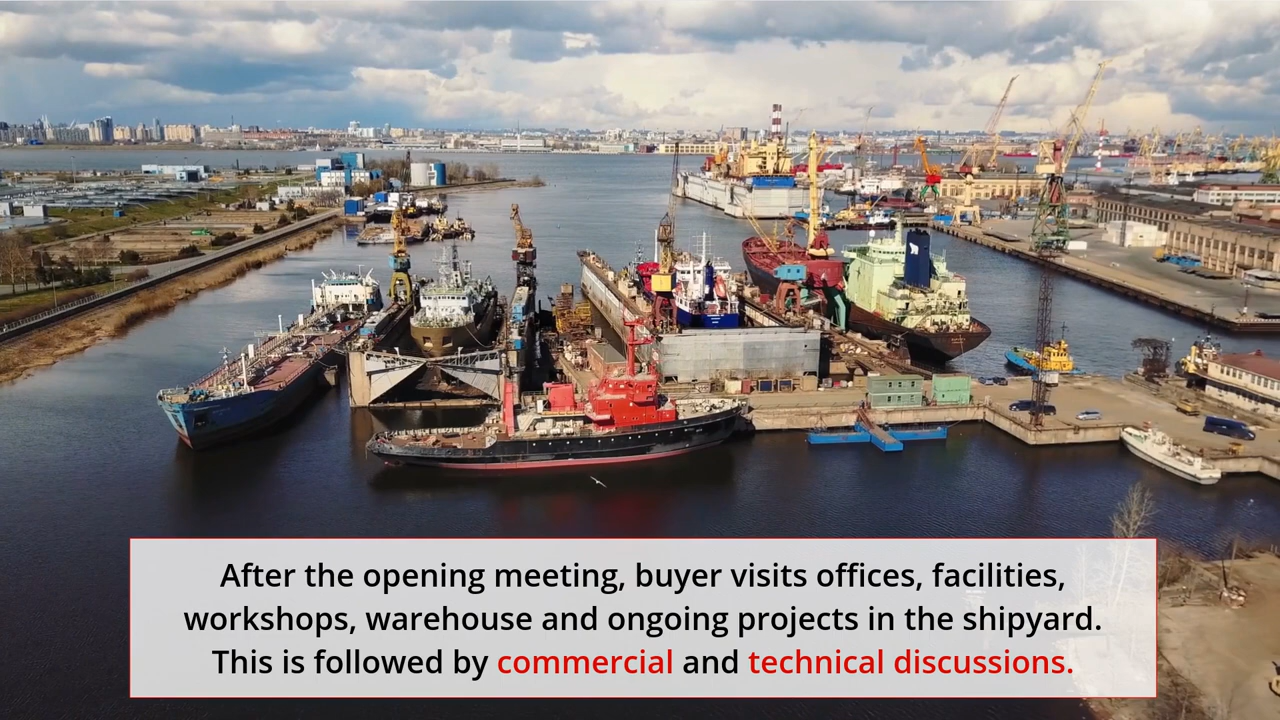 After the opening meeting, buyer visits offices, facilities,
workshops, warehouse and ongoing projects in the shipyard.
This is followed by commercial and technical discussions.